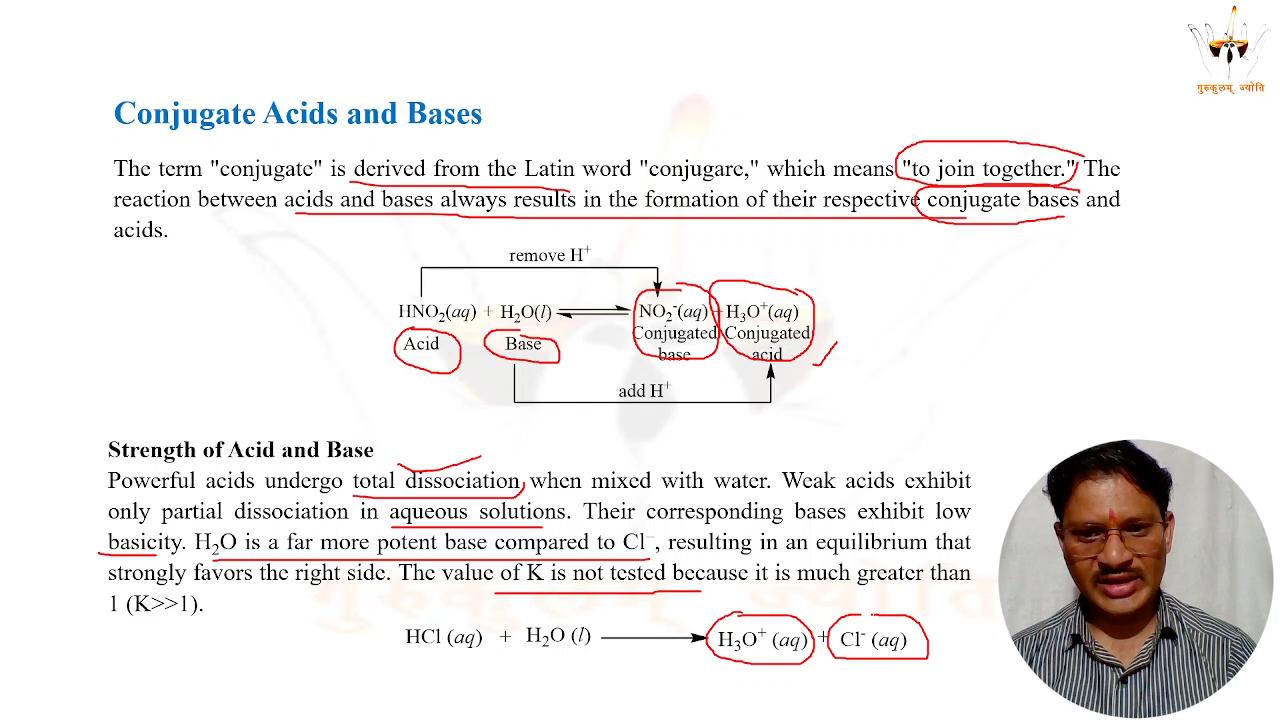 गुरुकुलम् ज्योति
Conjugate Acids and Bases
The term "conjugate" is derived from the Latin word "conjugare," which means "to join together." The
reaction between acids and bases always results in the formation of their respective conjugate bases and
acids.
remove H⁺
HNO₂(aq) + H₂O(l) ⇌ NO₂⁻(aq) + H₃O⁺(aq)
Acid Base Conjugated base Conjugated acid
add H⁺
Strength of Acid and Base
Powerful acids undergo total dissociation when mixed with water. Weak acids exhibit
only partial dissociation in aqueous solutions. Their corresponding bases exhibit low
basicity. H₂O is a far more potent base compared to Cl⁻, resulting in an equilibrium that
strongly favors the right side. The value of K is not tested because it is much greater than
1 (K>>1).
गुरुकुलम् ज्योति
HCl (aq) + H₂O (l) ⟶ H₃O⁺ (aq) + Cl⁻ (aq)